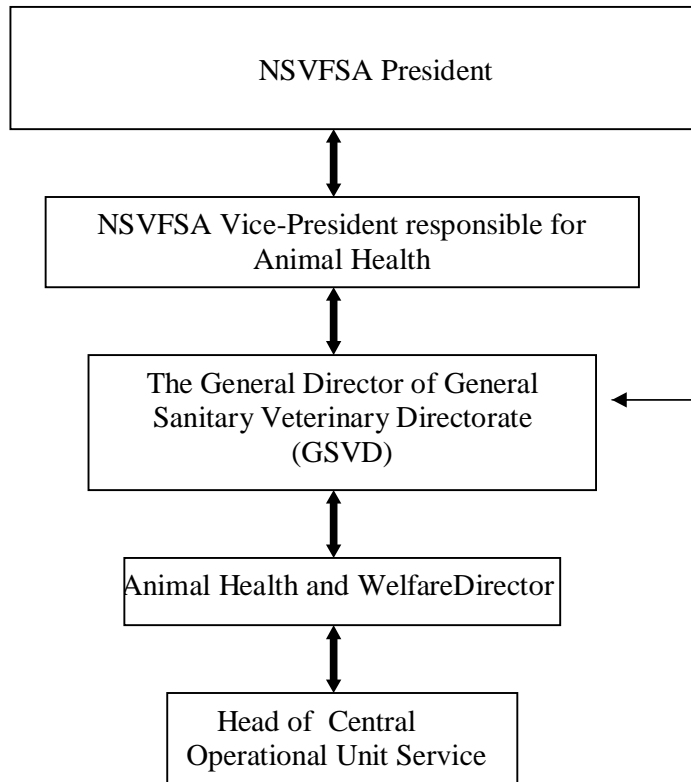 NSVFSA President
NSVFSA Vice-President responsible for
Animal Health
The General Director of General
Sanitary Veterinary Directorate
(GSVD)
Animal Health and WelfareDirector
Head of  Central
Operational Unit Service